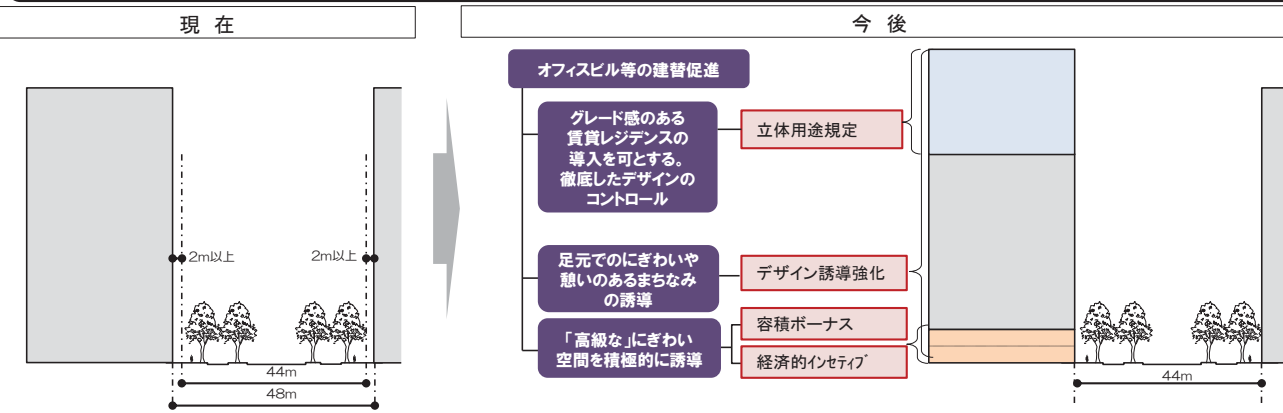 現 在
今 後
2m以上
2m以上
44m
48m
オフィスビル等の建替促進
グレード感のある
賃貸レジデンスの
導入を可とする。
徹底したデザインの
コントロール
立体用途規定
足元でのにぎわいや
憩いのあるまちなみ
の誘導
デザイン誘導強化
「高級な」にぎわい
空間を積極的に誘導
容積ボーナス
経済的インセティブ
44m